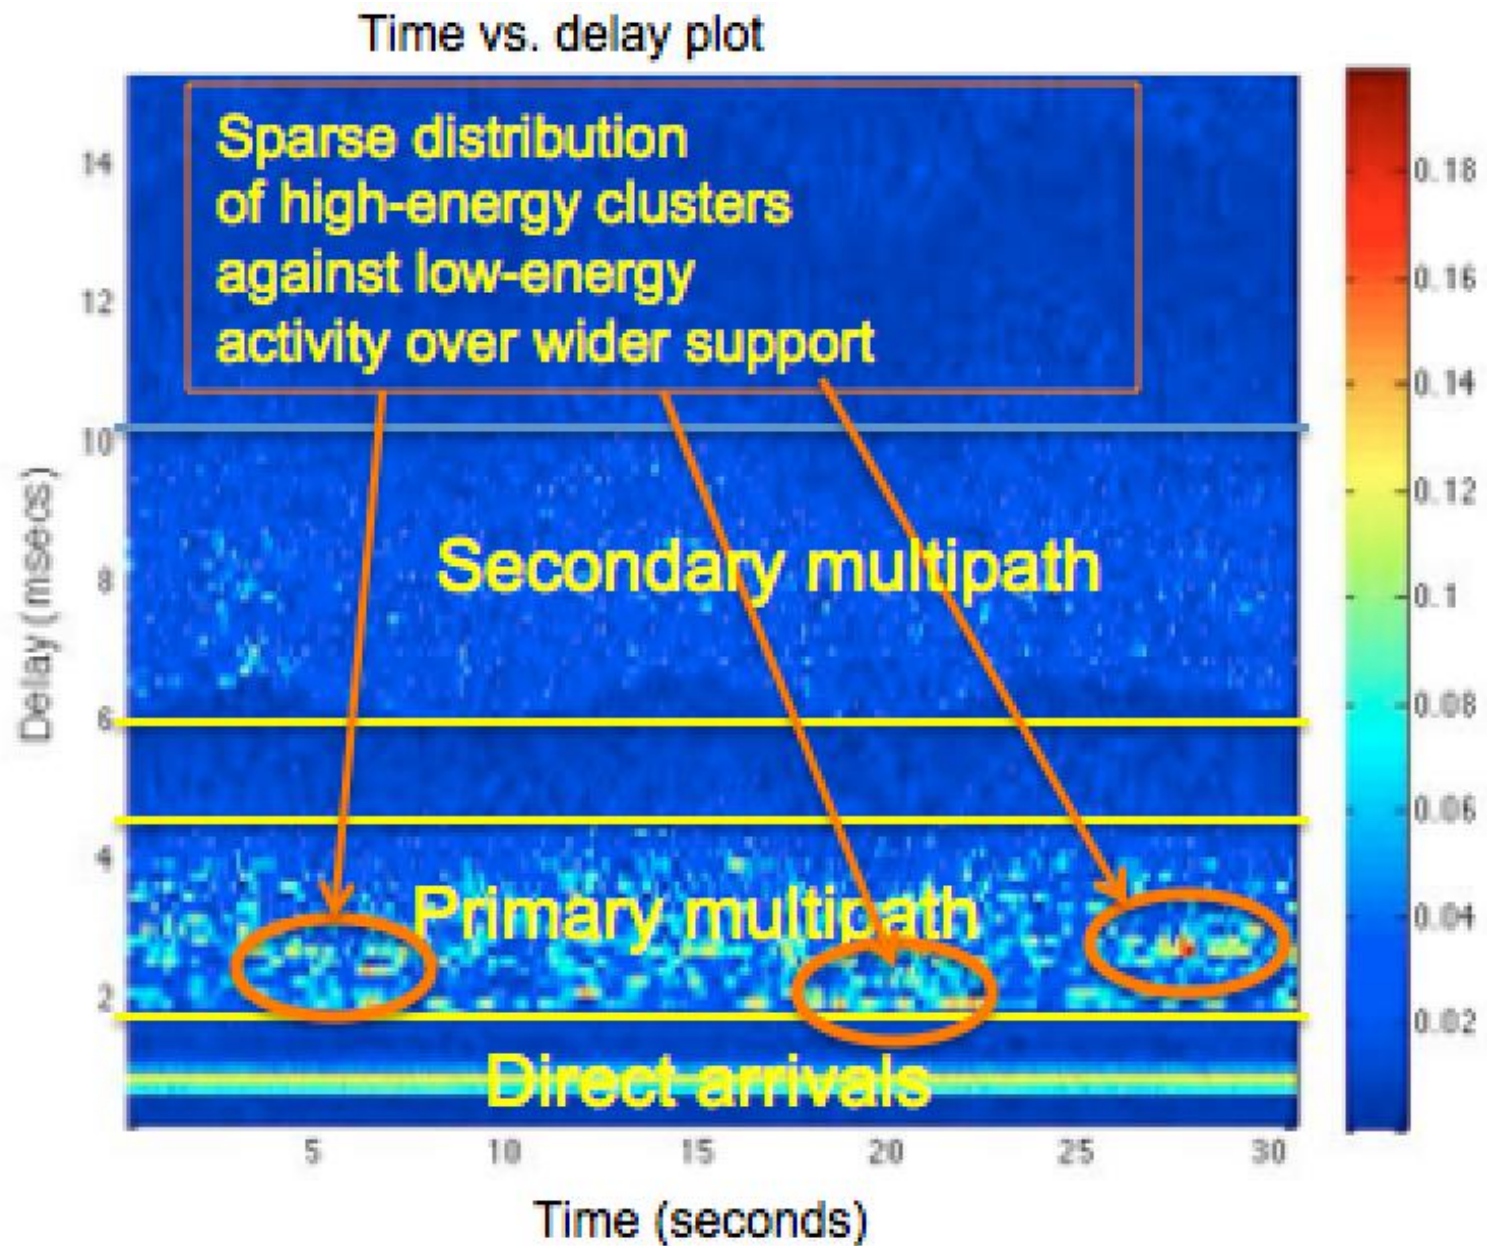 Time vs. delay plot
Sparse distribution
of high-energy clusters
against low-energy
activity over wider support
Secondary multipath
Primary multipath
Direct arrivals
Delay (msecs)
14
12
10
8
6
4
2
5
10
15
20
25
30
Time (seconds)
0.18
0.16
0.14
0.12
0.1
0.08
0.06
0.04
0.02